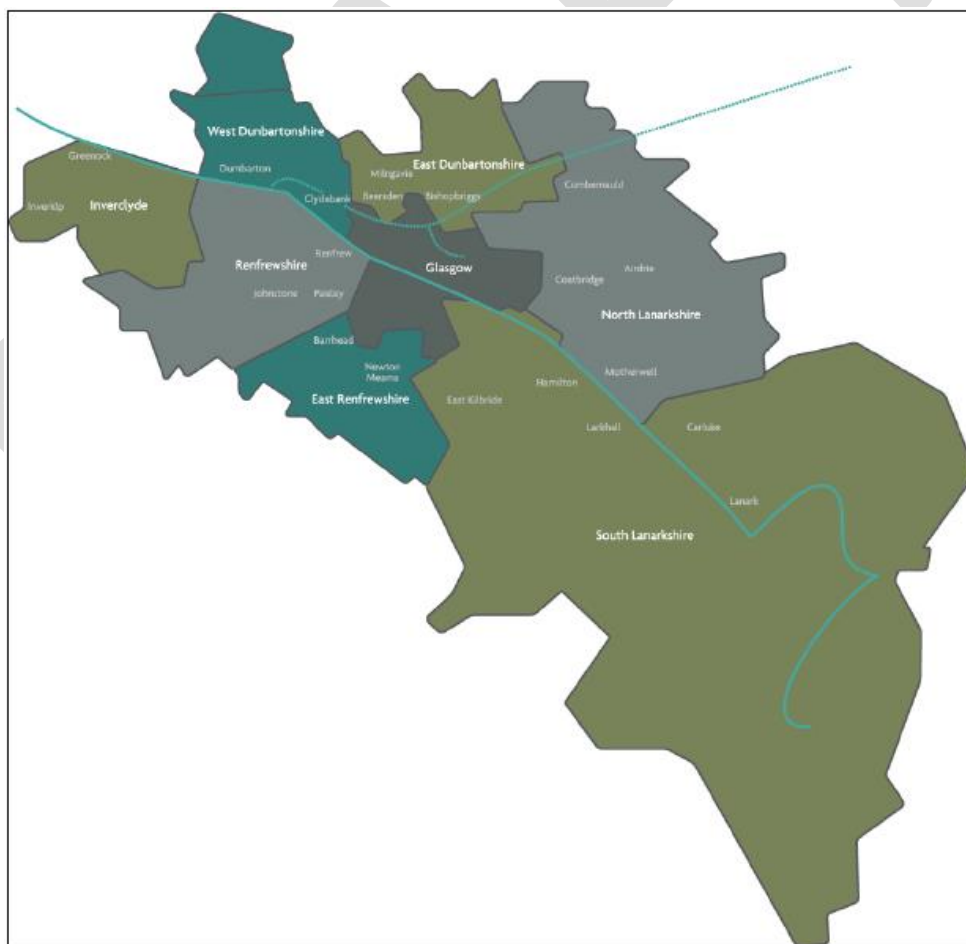 West Dunbartonshire
Dumbarton
Clydebank
East Dunbartonshire
Milngavie
Bearsden
Bishopbriggs
Greenock
Inverkip
Inverclyde
Cumbernauld
Renfrew
Renfrewshire
Johnstone
Paisley
Glasgow
Airdrie
Coatbridge
North Lanarkshire
Barrhead
Newton
Mearns
East Renfrewshire
East Kilbride
Hamilton
Motherwell
Larkhall
Carluke
Lanark
South Lanarkshire